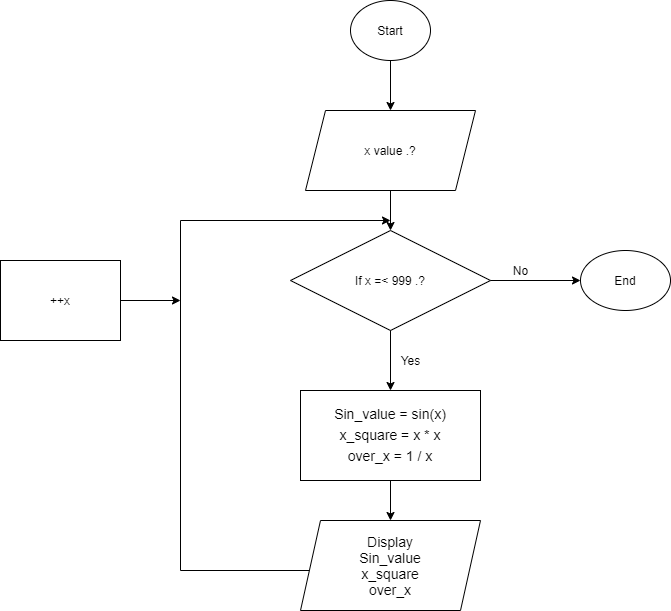 Start
x value .?
If x =< 999 .?
No
End
++x
Yes
Sin_value = sin(x)
x_square = x * x
over_x = 1 / x
Display
Sin_value
x_square
over_x